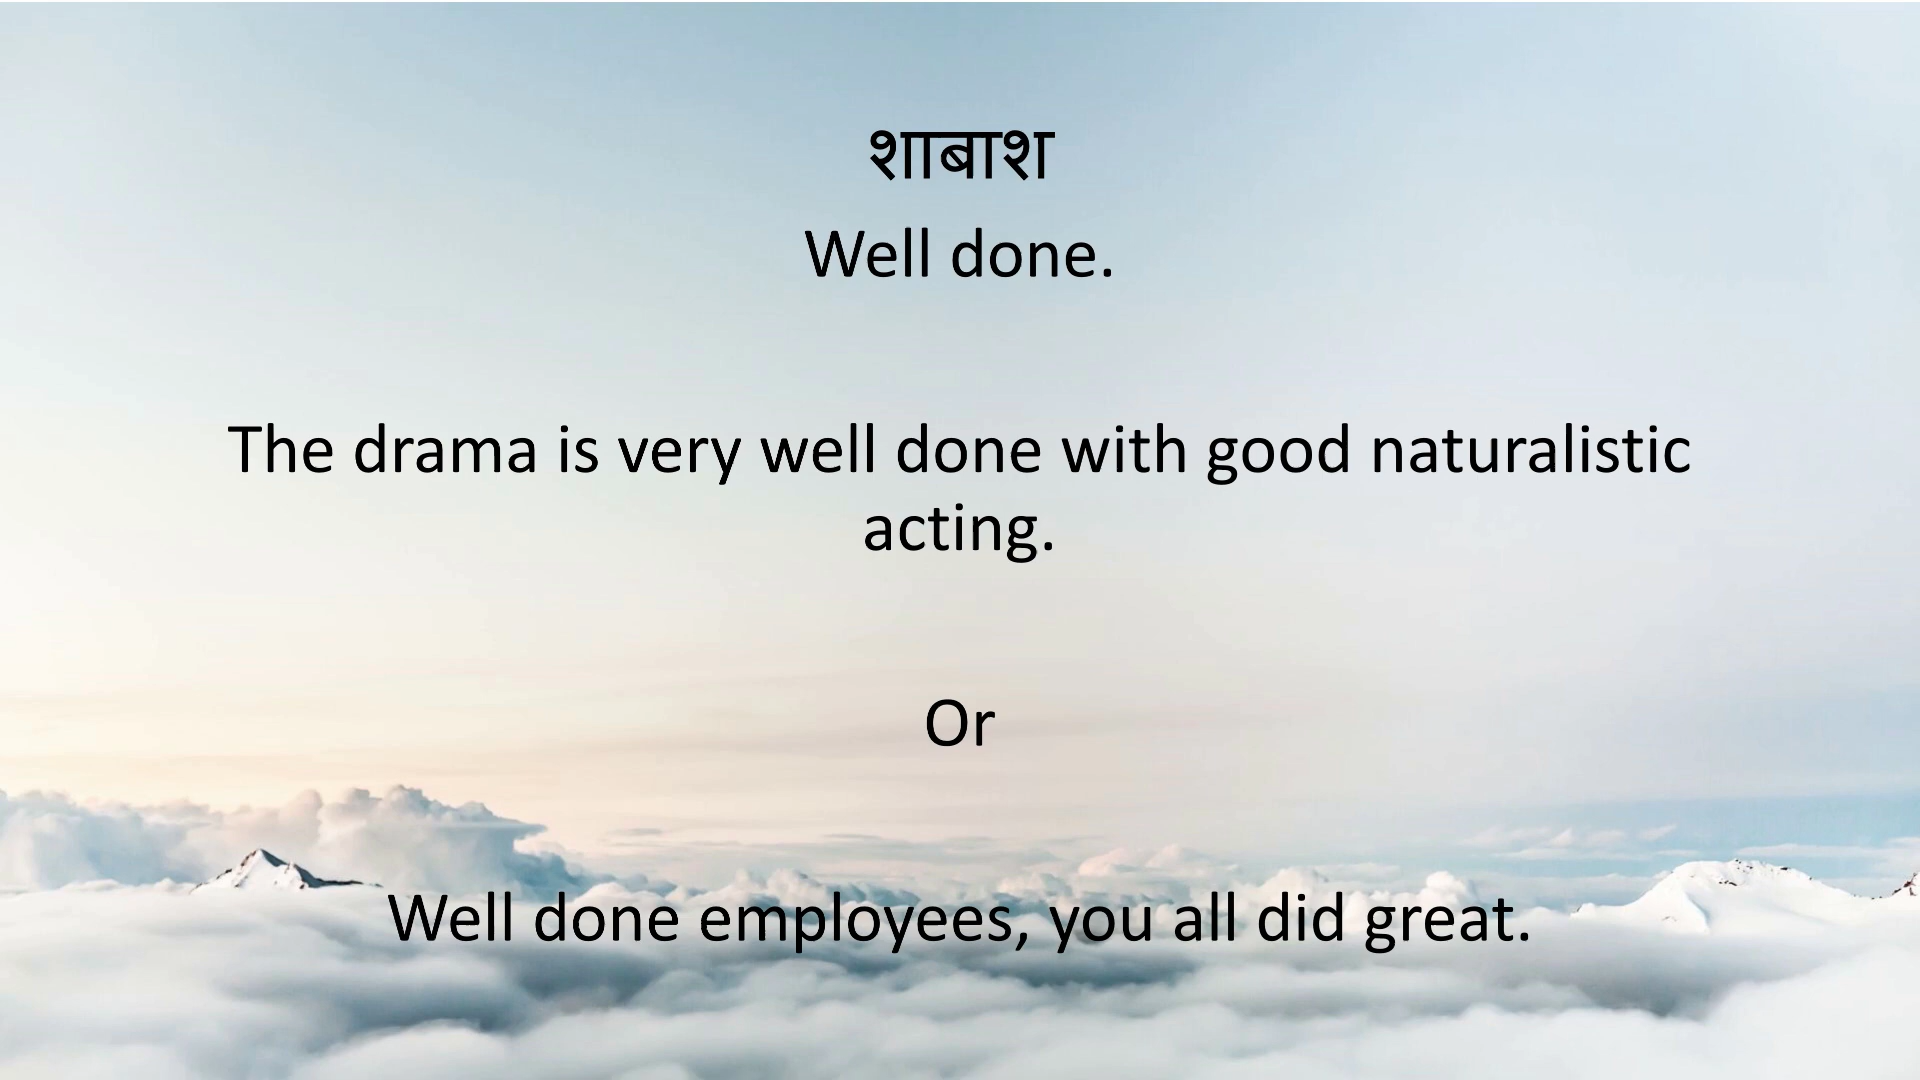 शाबाश
Well done.
The drama is very well done with good naturalistic
acting.
Or
Well done employees, you all did great.